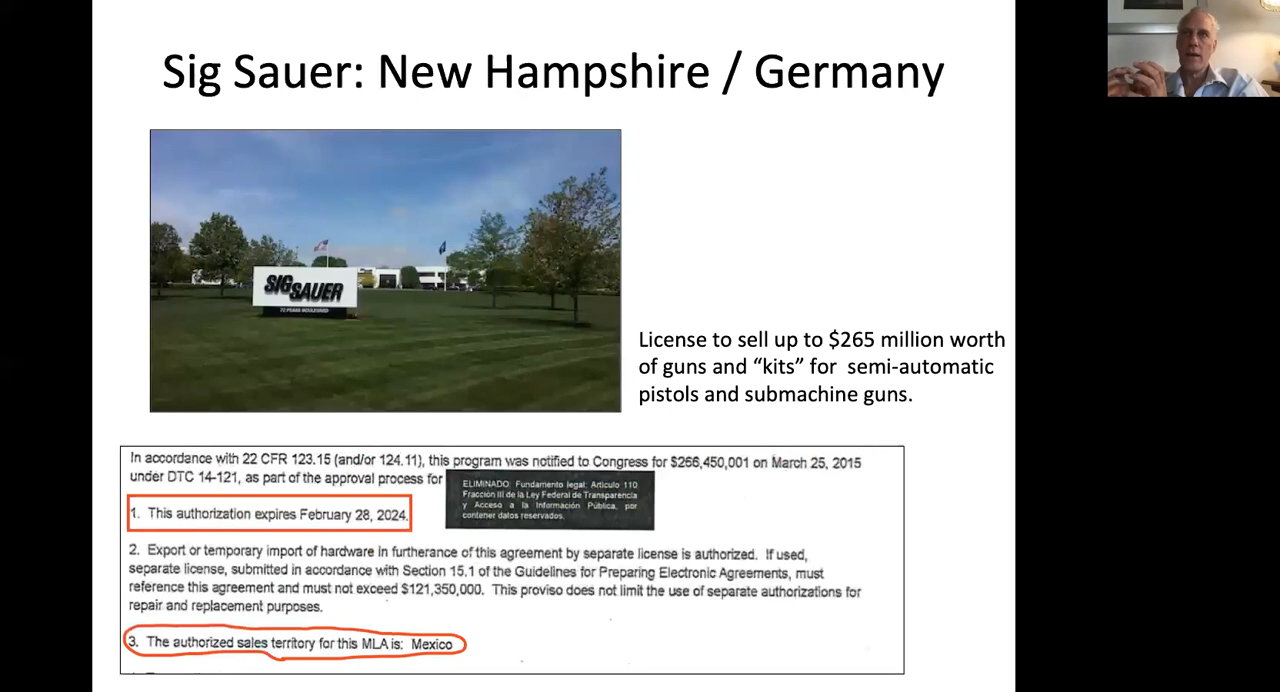 Sig Sauer: New Hampshire / Germany
SIG SAUER
72 PEASE BOULEVARD
License to sell up to $265 million worth
of guns and “kits” for semi-automatic
pistols and submachine guns.
In accordance with 22 CFR 123.15 (and/or 124.11), this program was notified to Congress for $266,450,001 on March 25, 2015
under DTC 14-121, as part of the approval process for
ELIMINADO: Fundamento legal: Artículo 110
Fracción III de la Ley Federal de Transparencia
y Acceso a la Información Pública, por
contener datos reservados.
1. This authorization expires February 28, 2024.
2. Export or temporary import of hardware in furtherance of this agreement by separate license is authorized. If used,
separate license, submitted in accordance with Section 15.1 of the Guidelines for Preparing Electronic Agreements, must
reference this agreement and must not exceed $121,350,000. This proviso does not limit the use of separate authorizations for
repair and replacement purposes.
3. The authorized sales territory for this MLA is: Mexico